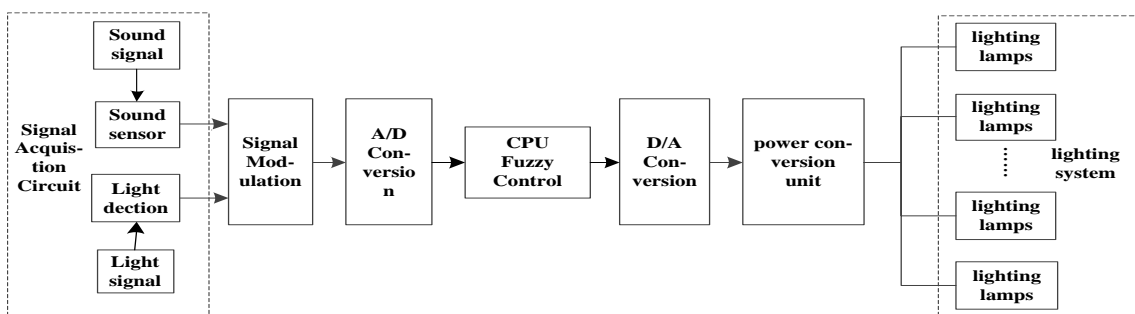 Sound
signal
Sound
sensor
Signal
Acquis-
tion
Circuit
Light
dection
Light
signal
Signal
Mod-
ulation
A/D
Con-
versio
n
CPU
Fuzzy
Control
D/A
Con-
version
power con-
version
unit
lighting
lamps
lighting
lamps
......
lighting
system
lighting
lamps
lighting
lamps